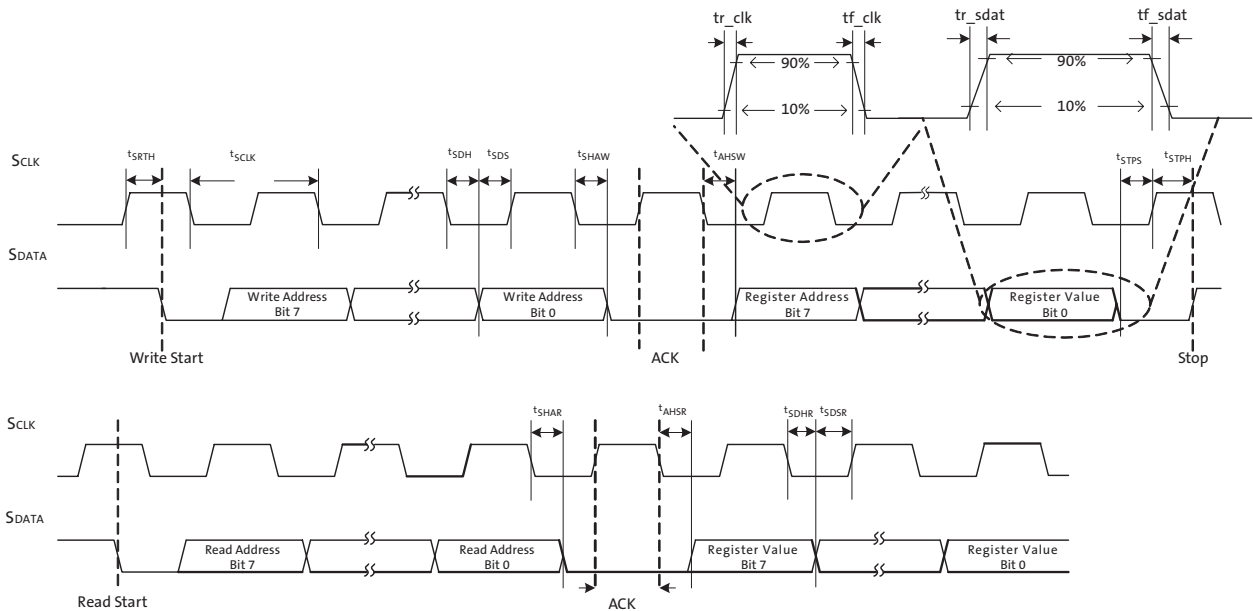 tr_clk tf_clk tr_sdat tf_sdat
90% 90%
10% 10%
SCLK tSRTH tSCLK tSDH tSDS tSHAW tAHSW tSTPS tSTPH
SDATA
Write Address Bit 7 Write Address Bit 0 Register Address Bit 7 Register Value Bit 0
Write Start ACK Stop
SCLK tSHAR tAHSR tSDHR tSDSR
SDATA
Read Address Bit 7 Read Address Bit 0 Register Value Bit 7 Register Value Bit 0
Read Start ACK